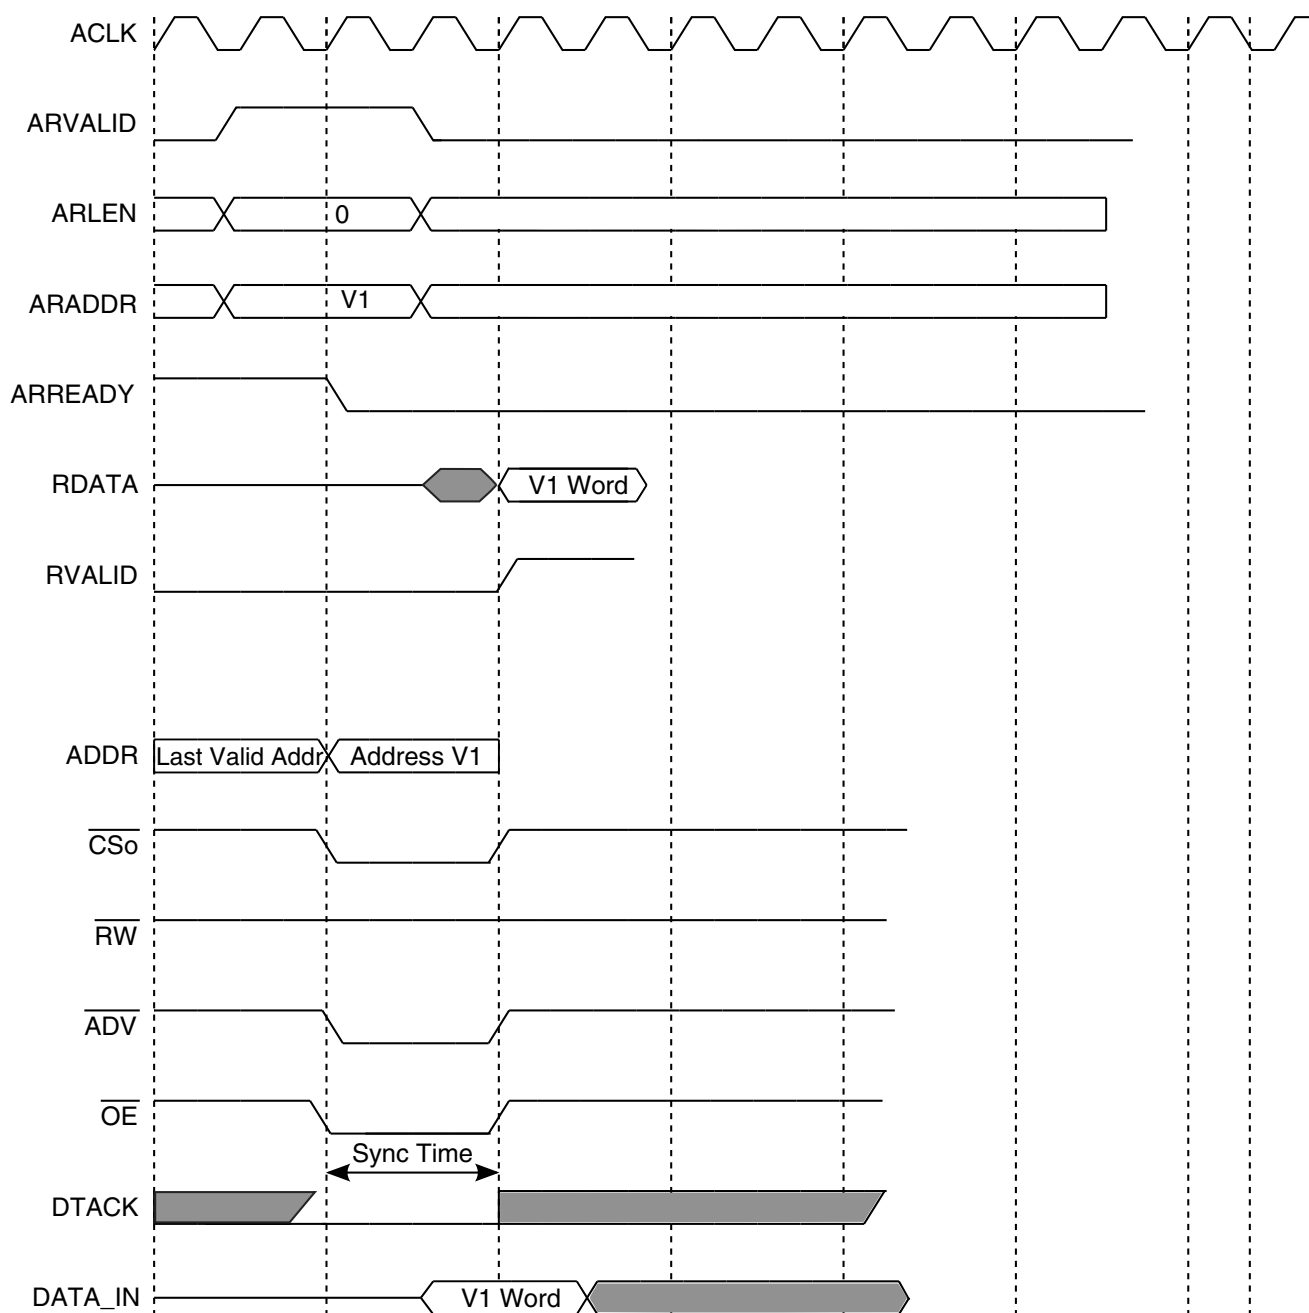 ACLK
ARVALID
ARLEN 0
ARADDR V1
ARREADY
RDATA V1 Word
RVALID
ADDR Last Valid Addr Address V1
CSo
RW
ADV
OE
Sync Time
DTACK
DATA_IN V1 Word